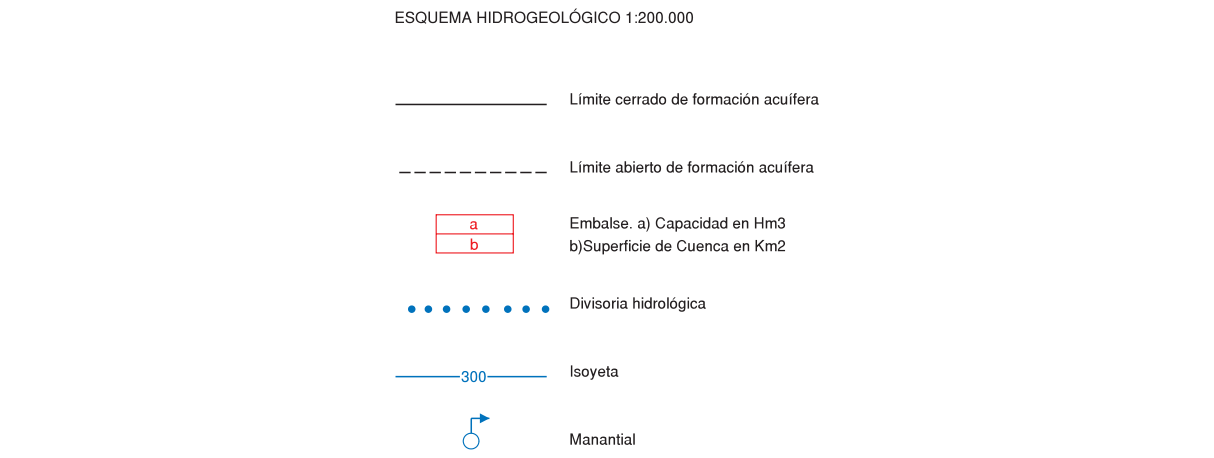 ESQUEMA HIDROGEOLÓGICO 1:200.000
Límite cerrado de formación acuífera
Límite abierto de formación acuífera
a
b
Embalse. a) Capacidad en Hm3
b)Superficie de Cuenca en Km2
Divisoria hidrológica
300
Isoyeta
Manantial